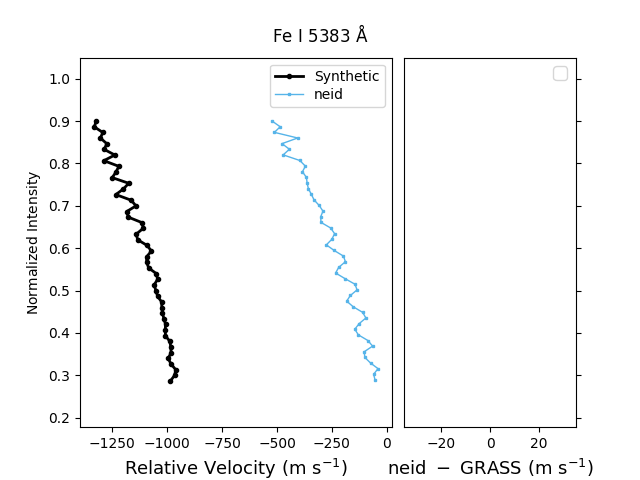 Fe I 5383 Å
Normalized Intensity
1.0
0.9
0.8
0.7
0.6
0.5
0.4
0.3
0.2
Synthetic
neid
−1250 −1000 −750 −500 −250 0
Relative Velocity (m s⁻¹)
−20 0 20
neid − GRASS (m s⁻¹)